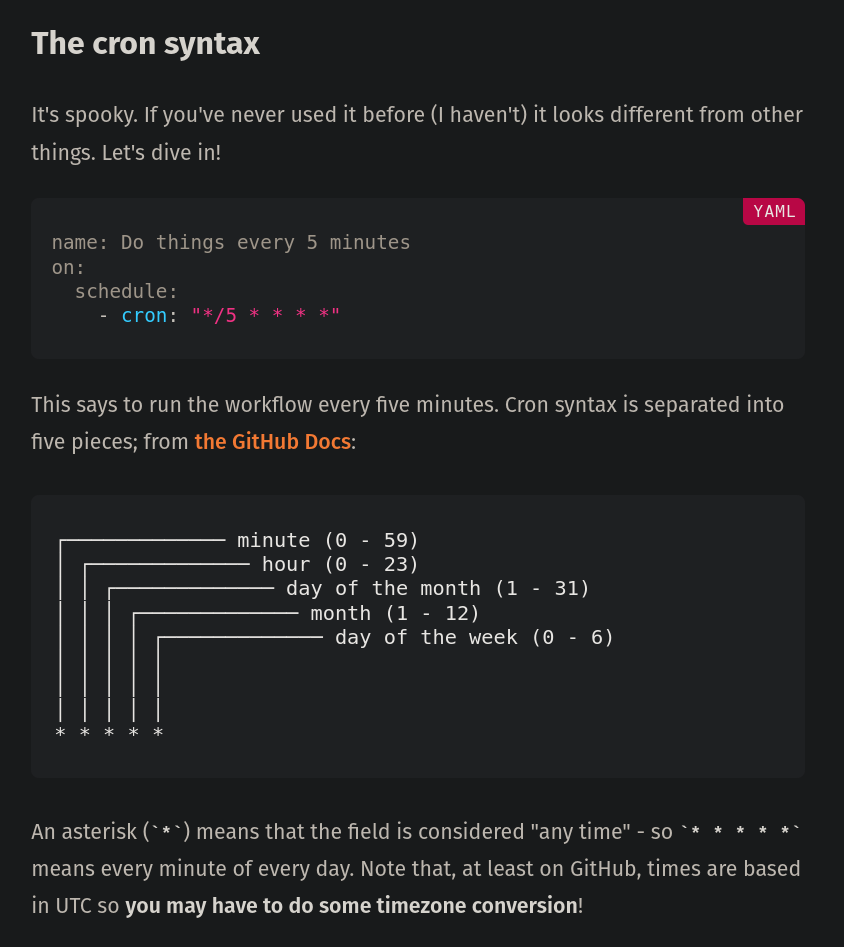 The cron syntax
It's spooky. If you've never used it before (I haven't) it looks different from other
things. Let's dive in!
YAML
name: Do things every 5 minutes
on:
  schedule:
    - cron: "*/5 * * * *"
This says to run the workflow every five minutes. Cron syntax is separated into
five pieces; from the GitHub Docs:
┌────────────── minute (0 - 59)
│ ┌────────────── hour (0 - 23)
│ │ ┌────────────── day of the month (1 - 31)
│ │ │ ┌────────────── month (1 - 12)
│ │ │ │ ┌────────────── day of the week (0 - 6)
│ │ │ │ │
│ │ │ │ │
│ │ │ │ │
* * * * *
An asterisk (`*`) means that the field is considered "any time" - so `* * * * *`
means every minute of every day. Note that, at least on GitHub, times are based
in UTC so you may have to do some timezone conversion!